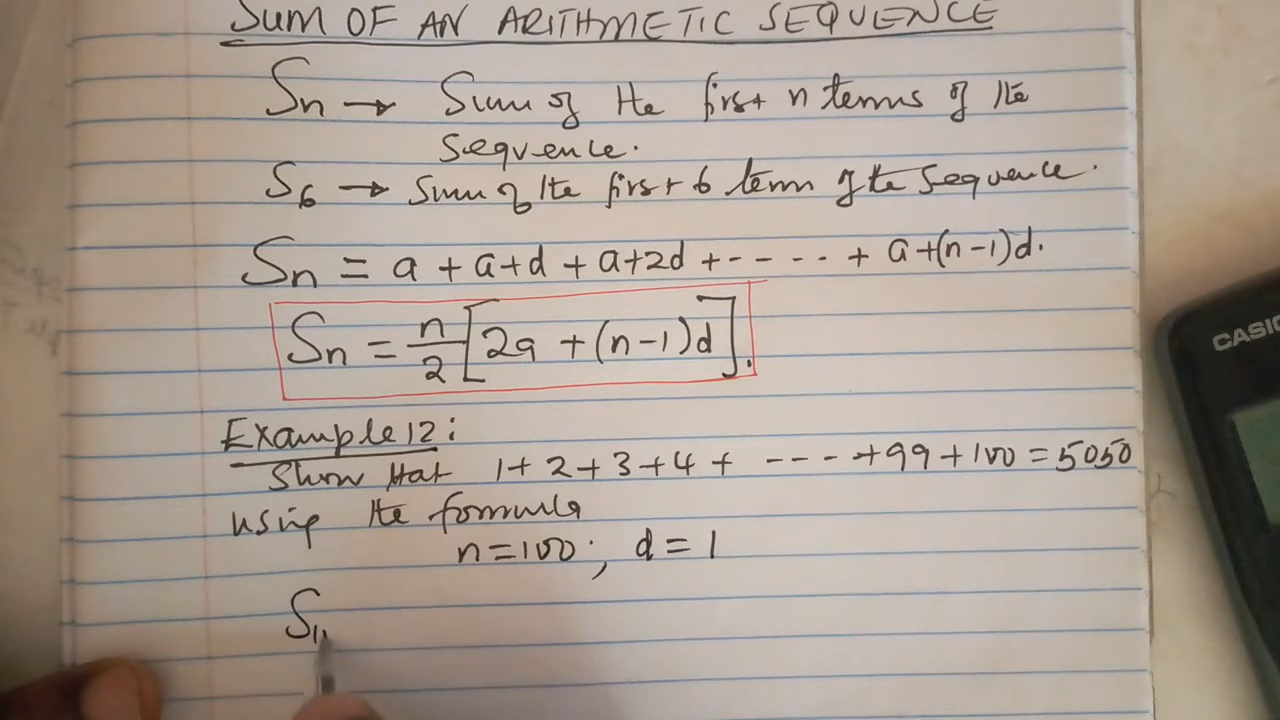 SUM OF AN ARITHMETIC SEQUENCE
Sn → Sum of the first n terms of the
sequence.
S6 → Sum of the first 6 term of the sequence.
Sn = a + a+d + a+2d +----- + a+(n-1)d.
Sn = n/2 [2a + (n-1)d].
Example 12:
Show that 1+2+3+4+ ----+99+100 = 5050
using the formula
n=100; d=1
S1
CASIO